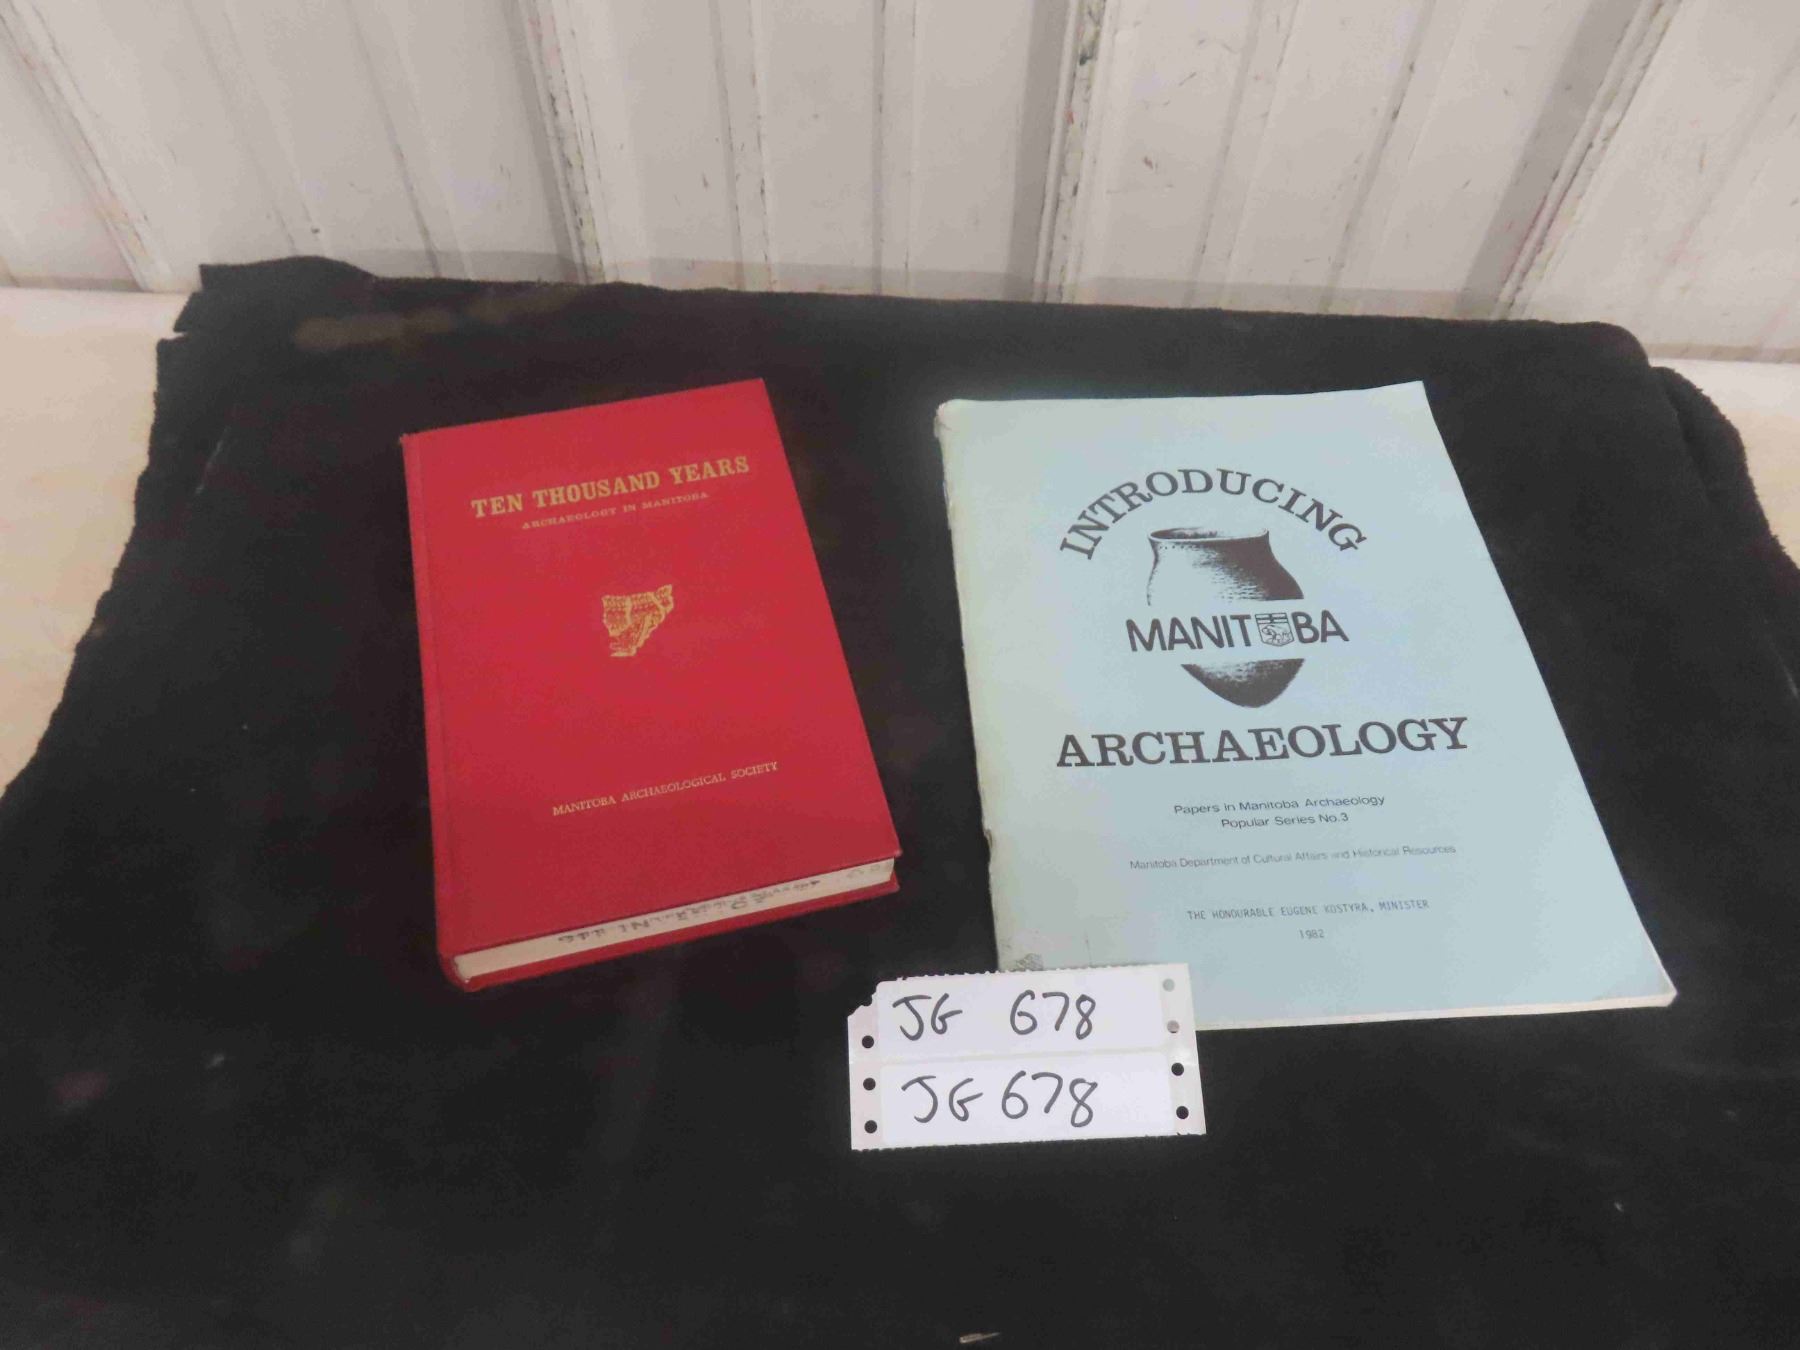 TEN THOUSAND YEARS
ARCHAEOLOGY IN MANITOBA
MANITOBA ARCHAEOLOGICAL SOCIETY
INTRODUCING
MANITOBA
ARCHAEOLOGY
Papers in Manitoba Archaeology
Popular Series No.3
Manitoba Department of Cultural Affairs and Historical Resources
THE HONOURABLE EUGENE KOSTYRA, MINISTER
1982
JG 678
JG 678